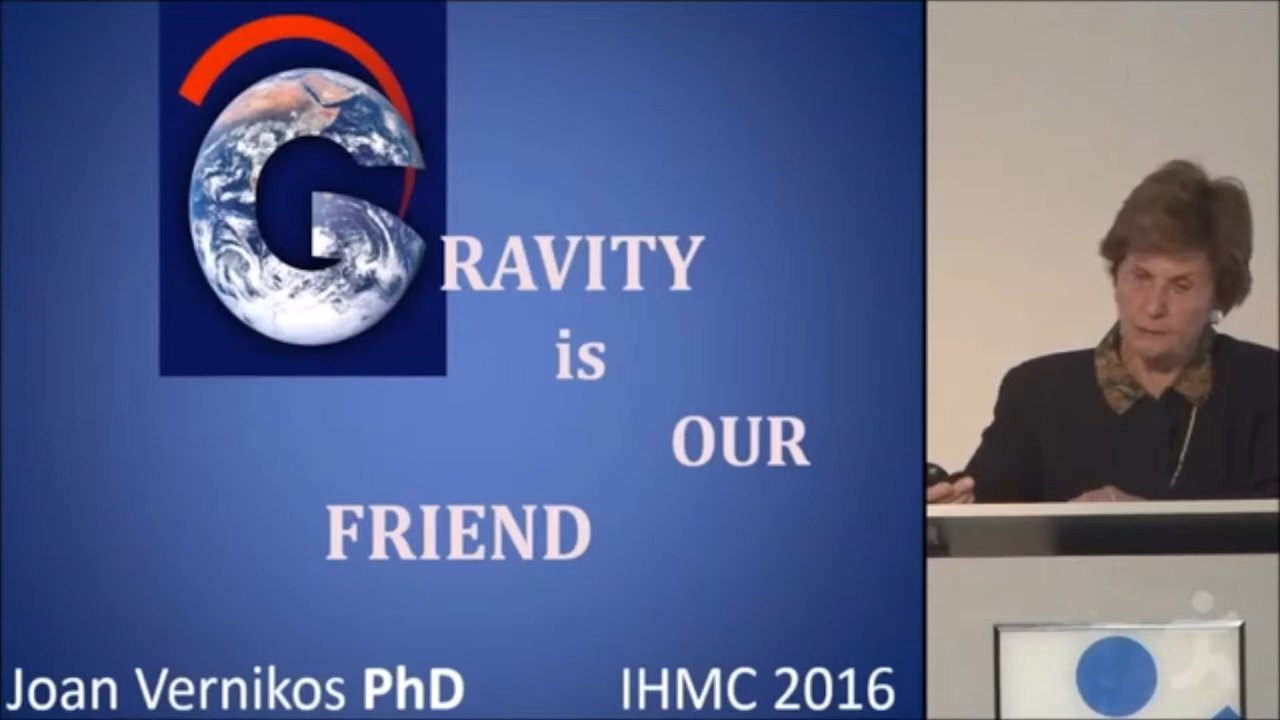 GRAVITY
is
OUR
FRIEND
Joan Vernikos PhD
IHMC 2016